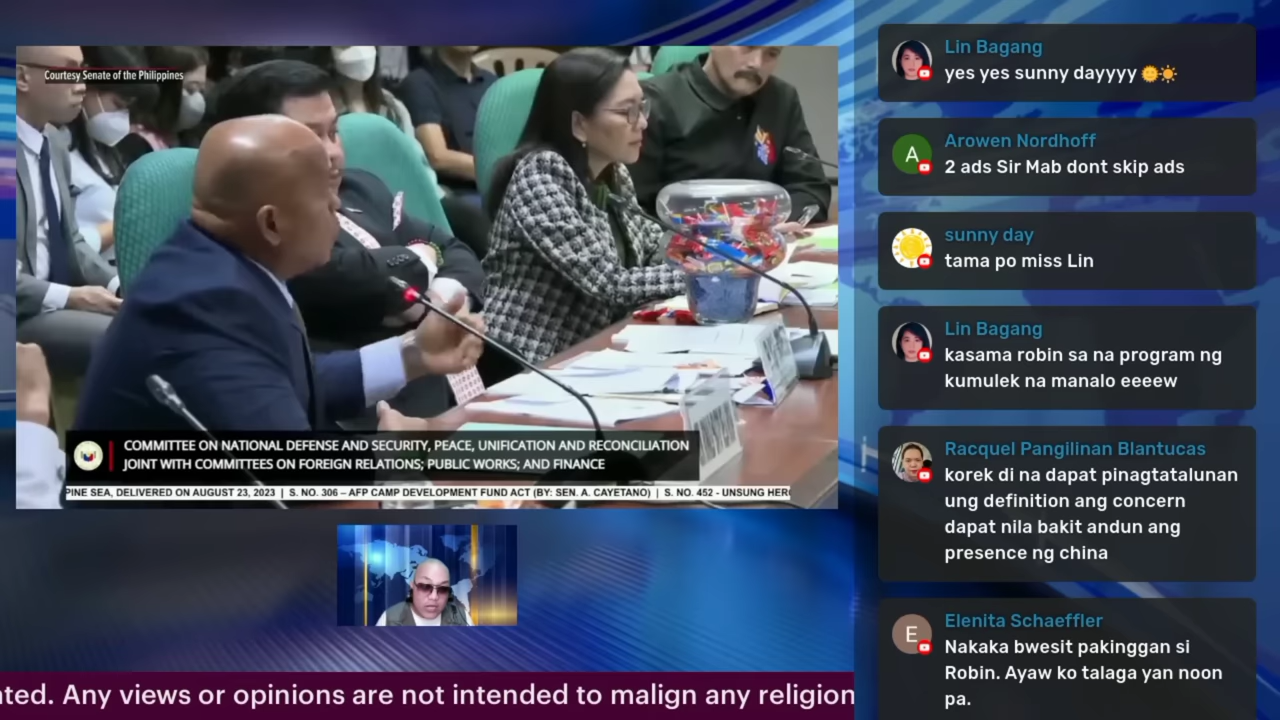 Courtesy Senate of the Philippines
COMMITTEE ON NATIONAL DEFENSE AND SECURITY, PEACE, UNIFICATION AND RECONCILIATION
JOINT WITH COMMITTEES ON FOREIGN RELATIONS; PUBLIC WORKS; AND FINANCE
PINE SEA, DELIVERED ON AUGUST 23, 2023 | S. NO. 306 – AFP CAMP DEVELOPMENT FUND ACT (BY: SEN. A. CAYETANO) | S. NO. 452 - UNSUNG HER
ated. Any views or opinions are not intended to malign any religion
Lin Bagang
yes yes sunny dayyyy 🌞☀️
A
Arowen Nordhoff
2 ads Sir Mab dont skip ads
sunny day
tama po miss Lin
Lin Bagang
kasama robin sa na program ng
kumulek na manalo eeeew
Racquel Pangilinan Blantucas
korek di na dapat pinagtatalunan
ung definition ang concern
dapat nila bakit andun ang
presence ng china
E
Elenita Schaeffler
Nakaka bwesit pakinggan si
Robin. Ayaw ko talaga yan noon
pa.